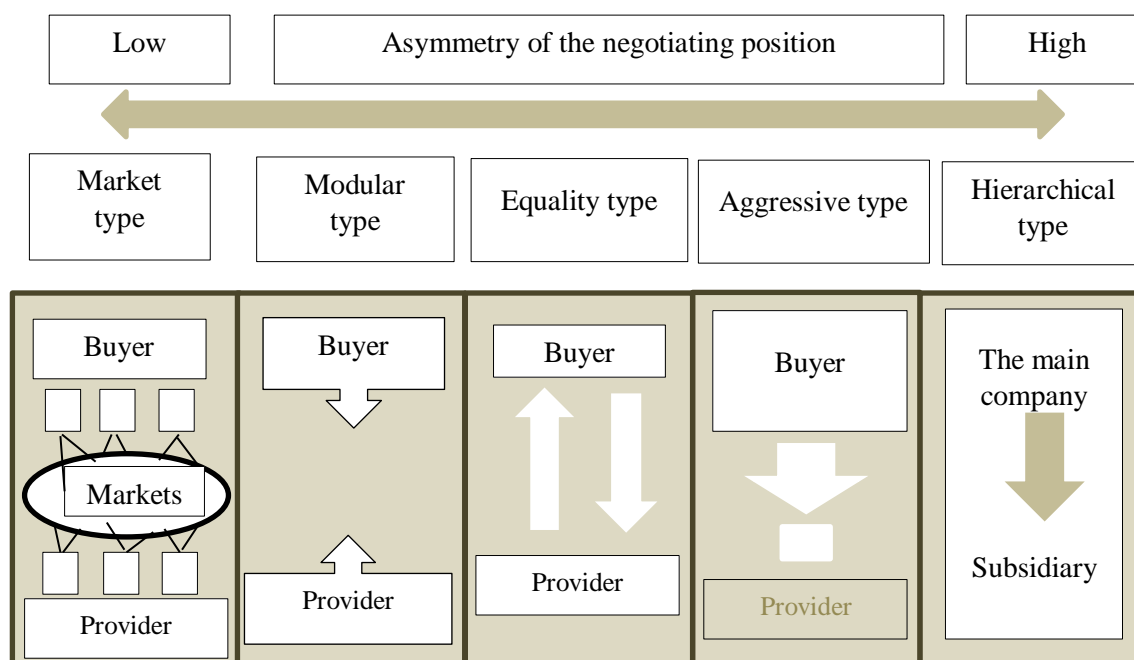 Low
Asymmetry of the negotiating position
High
Market
type
Modular
type
Equality type
Aggressive type
Hierarchical
type
Buyer
Markets
Provider
Buyer
Provider
Buyer
Provider
Buyer
Provider
The main
company
Subsidiary